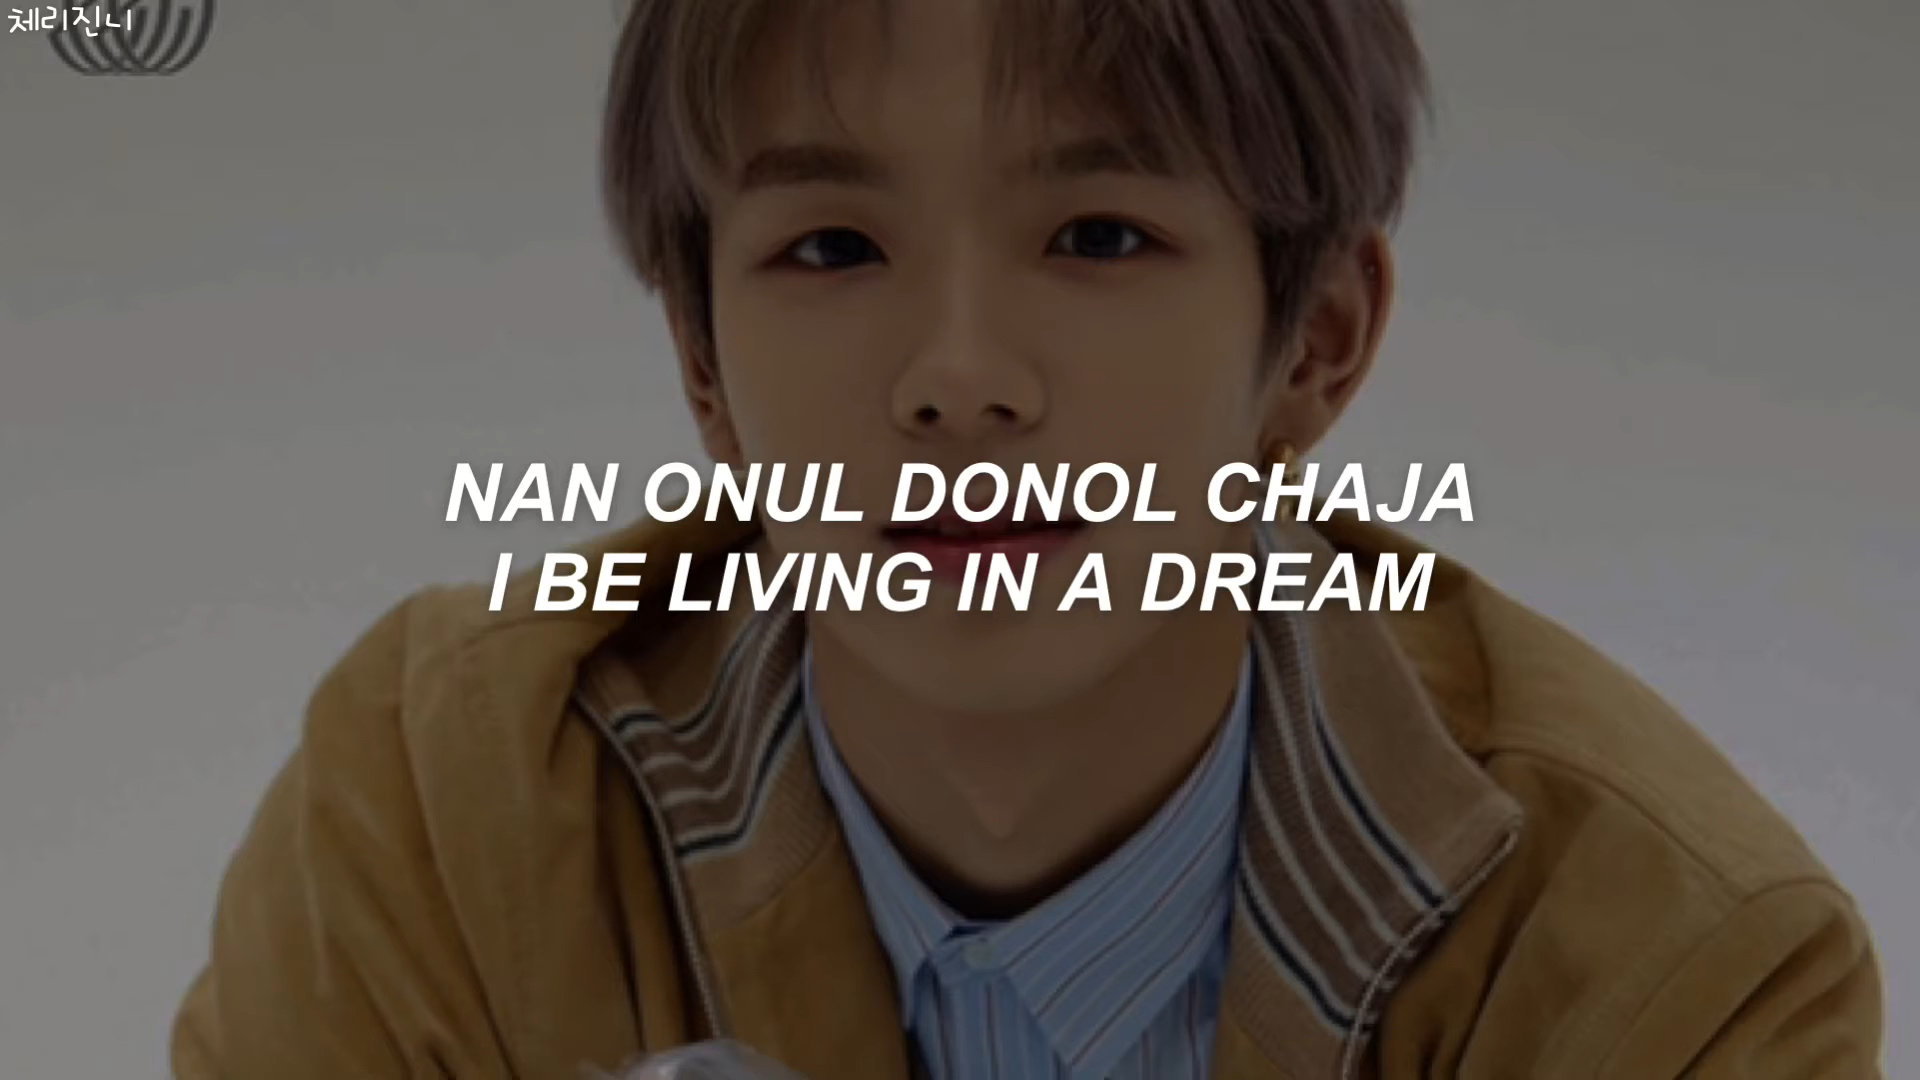 체리진니
NAN ONUL DONOL CHAJA
I BE LIVING IN A DREAM